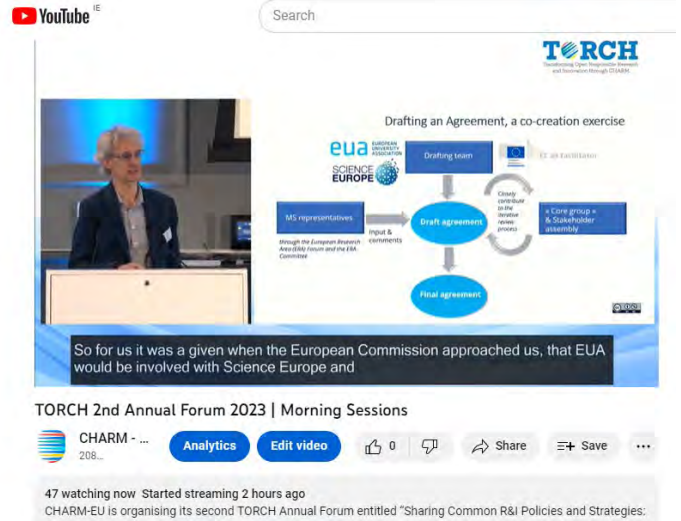 YouTube IE
Search
TORCH
Transforming Open Responsible Research
and Innovation through CHARM
Drafting an Agreement, a co-creation exercise
eua EUROPEAN
UNIVERSITY
ASSOCIATION
SCIENCE
EUROPE
Drafting team
EC as facilitator
MS representatives
through the European Research
Area (ERA) Forum and the ERA
Committee
Input &
comments
Draft agreement
Closely
contribute
to the
iterative
review
process
« Core group »
& Stakeholder
assembly
Final agreement
So for us it was a given when the European Commission approached us, that EUA
would be involved with Science Europe and
TORCH 2nd Annual Forum 2023 | Morning Sessions
CHARM - ...
208...
Analytics
Edit video
0
Share
Save
...
47 watching now Started streaming 2 hours ago
CHARM-EU is organising its second TORCH Annual Forum entitled "Sharing Common R&I Policies and Strategies: